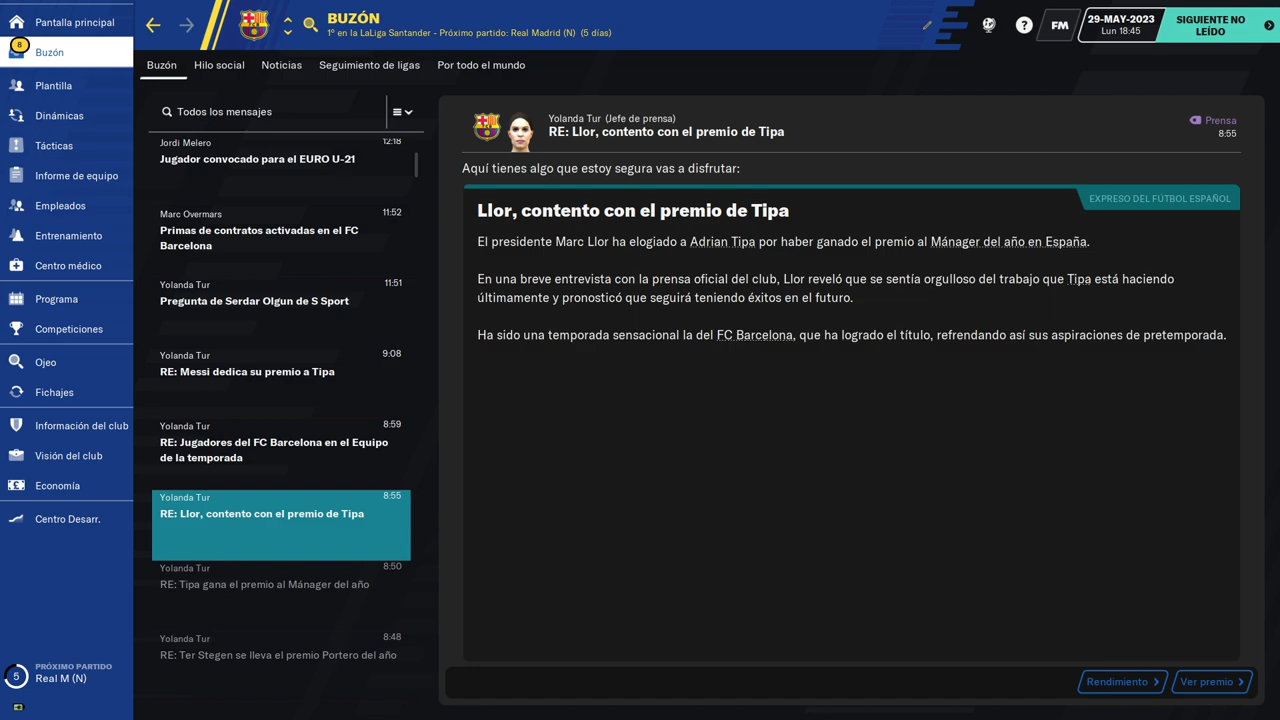 Pantalla principal
8
Buzón
Plantilla
Dinámicas
Tácticas
Informe de equipo
Empleados
Entrenamiento
Centro médico
Programa
Competiciones
Ojeo
Fichajes
Información del club
Visión del club
Economía
Centro Desarr.
5
PRÓXIMO PARTIDO
Real M (N)
BUZÓN
1º en la LaLiga Santander - Próximo partido: Real Madrid (N) (5 días)
?
FM
29-MAY-2023
Lun 18:45
SIGUIENTE NO
LEÍDO
Buzón
Hilo social
Noticias
Seguimiento de ligas
Por todo el mundo
Todos los mensajes
Jordi Melero 12:18
Jugador convocado para el EURO U-21
Marc Overmars 11:52
Primas de contratos activadas en el FC
Barcelona
Yolanda Tur 11:51
Pregunta de Serdar Olgun de S Sport
Yolanda Tur 9:08
RE: Messi dedica su premio a Tipa
Yolanda Tur 8:59
RE: Jugadores del FC Barcelona en el Equipo
de la temporada
Yolanda Tur 8:55
RE: Llor, contento con el premio de Tipa
Yolanda Tur 8:50
RE: Tipa gana el premio al Mánager del año
Yolanda Tur 8:48
RE: Ter Stegen se lleva el premio Portero del año
Yolanda Tur (Jefe de prensa)
RE: Llor, contento con el premio de Tipa
Prensa
8:55
Aquí tienes algo que estoy segura vas a disfrutar:
EXPRESO DEL FÚTBOL ESPAÑOL
Llor, contento con el premio de Tipa
El presidente Marc Llor ha elogiado a Adrian Tipa por haber ganado el premio al Mánager del año en España.
En una breve entrevista con la prensa oficial del club, Llor reveló que se sentía orgulloso del trabajo que Tipa está haciendo
últimamente y pronosticó que seguirá teniendo éxitos en el futuro.
Ha sido una temporada sensacional la del FC Barcelona, que ha logrado el título, refrendando así sus aspiraciones de pretemporada.
Rendimiento
Ver premio